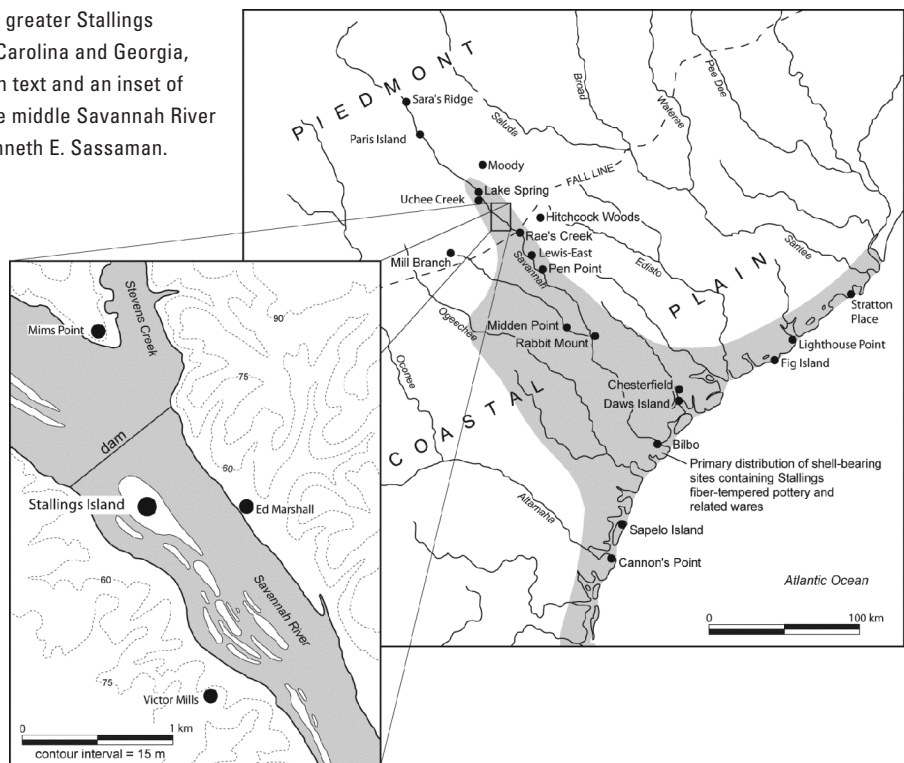 greater Stallings
Carolina and Georgia,
n text and an inset of
e middle Savannah River
nneth E. Sassaman.
PIEDMONT
Sara's Ridge
Paris Island
Saluda
Broad
Wateree
Pee Dee
Moody
Lake Spring
FALL LINE
Uchee Creek
Hitchcock Woods
Rae's Creek
Lewis-East
Mill Branch
Savannah
Pen Point
Edisto
Santee
PLAIN
Ogeechee
Oconee
Midden Point
Rabbit Mount
Stratton
Place
Lighthouse Point
Fig Island
Chesterfield
Daws Island
COASTAL
Bilbo
Primary distribution of shell-bearing
sites containing Stallings
fiber-tempered pottery and
related wares
Altamaha
Sapelo Island
Cannon's Point
Atlantic Ocean
0 100 km
Stevens Creek
Mims Point
90
75
dam
60
Stallings Island
Ed Marshall
60
Savannah River
75
Victor Mills
0 1 km
contour interval = 15 m